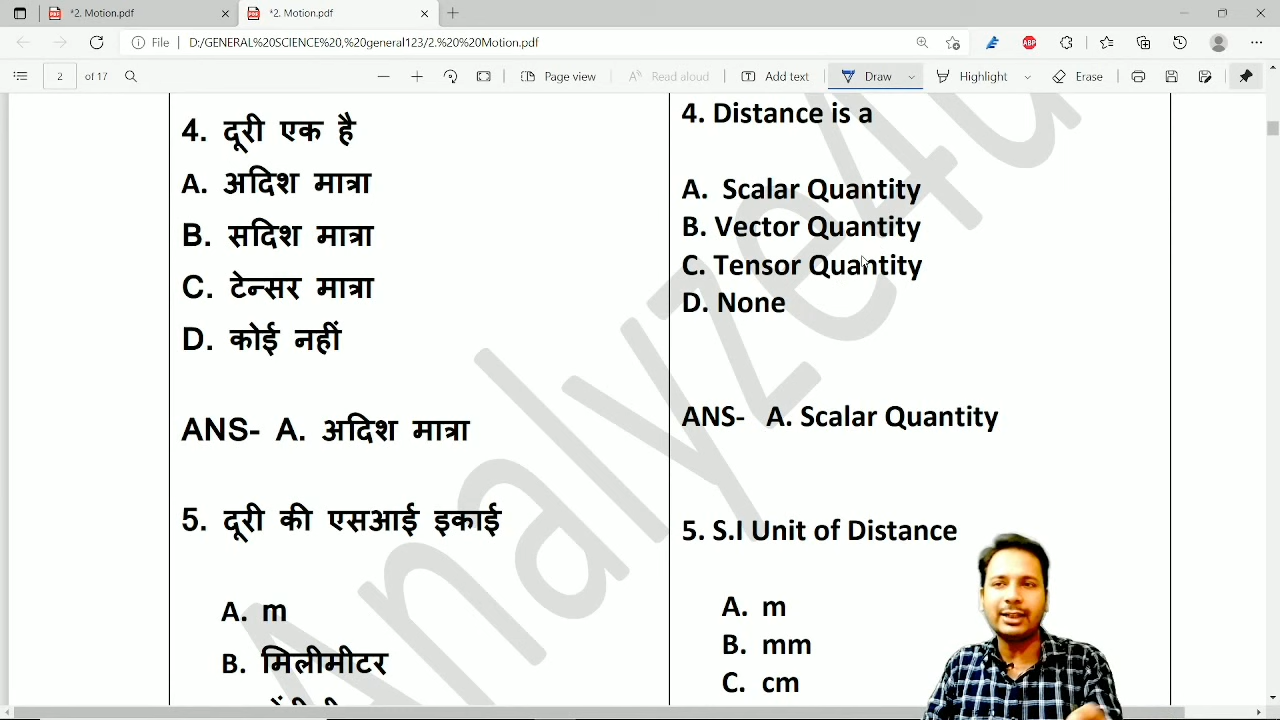 *2. Motion.pdf
*2. Motion.pdf
File
D:/GENERAL%20SCIENCE%20,%20general123/2.%20%20Motion.pdf
ABP
2 of 17
Page view
Read aloud
Add text
Draw
Highlight
Erase
4. दूरी एक है
A. अदिश मात्रा
B. सदिश मात्रा
C. टेन्सर मात्रा
D. कोई नहीं
ANS- A. अदिश मात्रा
5. दूरी की एसआई इकाई
A. m
B. मिलीमीटर
4. Distance is a
A. Scalar Quantity
B. Vector Quantity
C. Tensor Quantity
D. None
ANS- A. Scalar Quantity
5. S.I Unit of Distance
A. m
B. mm
C. cm
Analyze4u